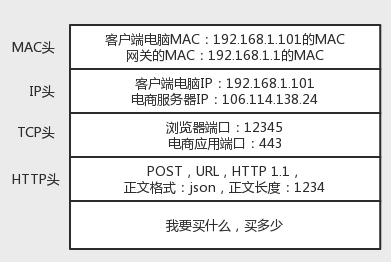 MAC头
客户端电脑MAC：192.168.1.101的MAC
网关的MAC：192.168.1.1的MAC
IP头
客户端电脑IP：192.168.1.101
电商服务器IP：106.114.138.24
TCP头
浏览器端口：12345
电商应用端口：443
HTTP头
POST，URL，HTTP 1.1，
正文格式：json，正文长度：1234
我要买什么，买多少